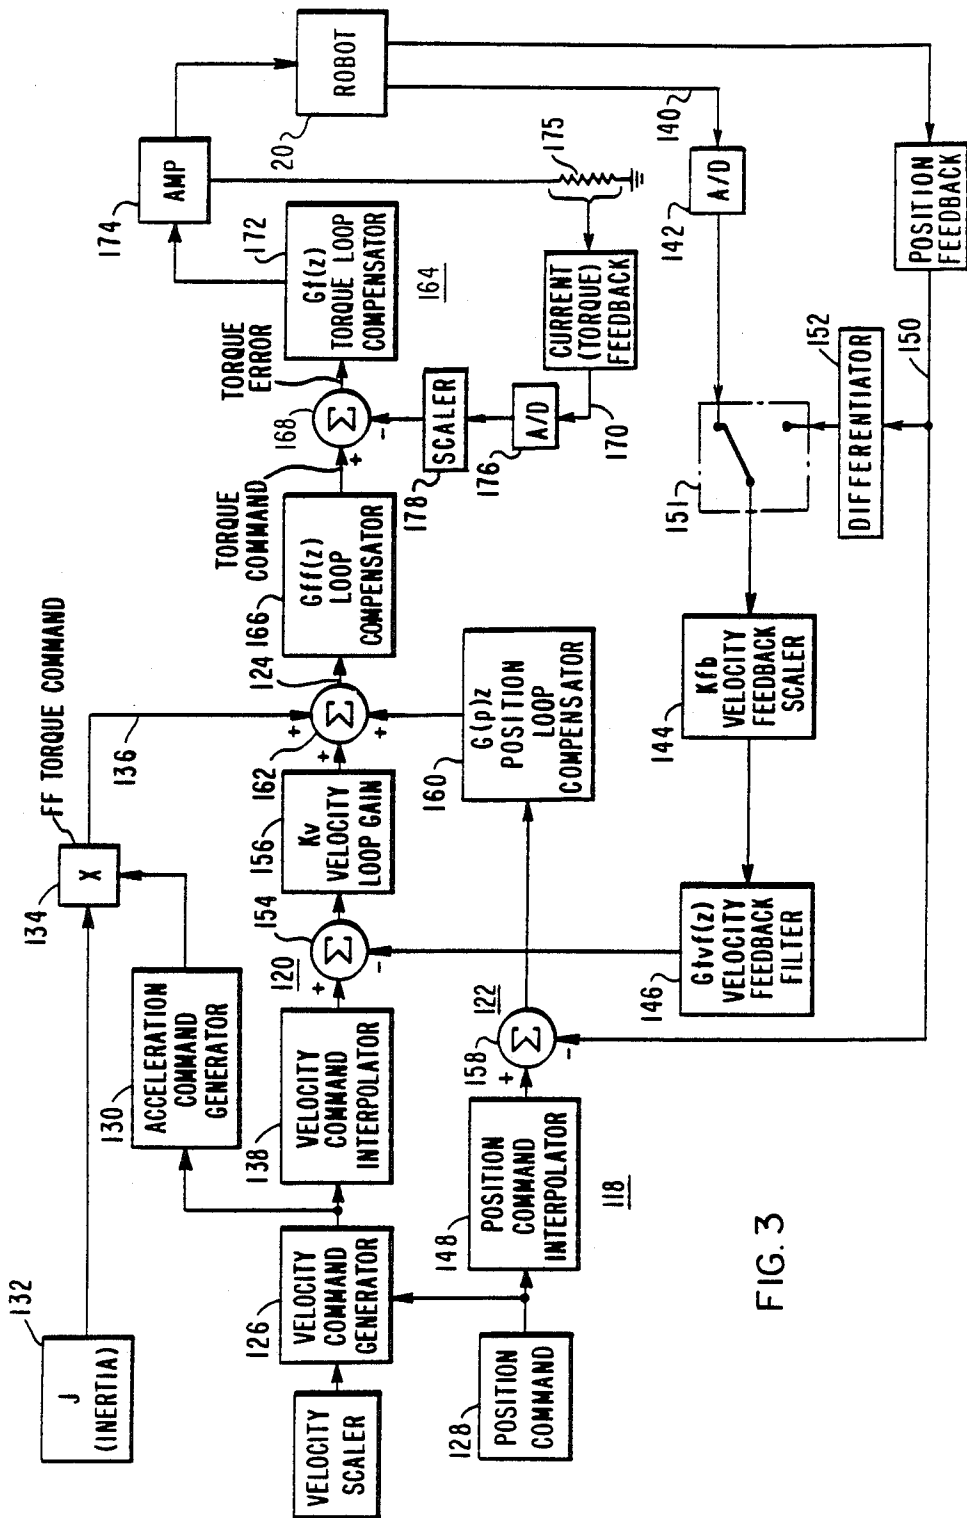 132
J
(INERTIA)
134
FF TORQUE COMMAND
X
136
130
ACCELERATION
COMMAND
GENERATOR
VELOCITY
SCALER
126
VELOCITY
COMMAND
GENERATOR
138
VELOCITY
COMMAND
INTERPOLATOR
120
154
+
Σ
-
156
Kv
VELOCITY
LOOP GAIN
162
+
+
+
Σ
124
166
Gff(z)
LOOP
COMPENSATOR
TORQUE
COMMAND
168
+
Σ
-
TORQUE
ERROR
172
Gf(z)
TORQUE LOOP
COMPENSATOR
164
174
AMP
20
ROBOT
128
POSITION
COMMAND
148
POSITION
COMMAND
INTERPOLATOR
118
158
+
Σ
-
122
160
G(p)z
POSITION
LOOP
COMPENSATOR
178
SCALER
176
A/D
170
CURRENT
(TORQUE)
FEEDBACK
175
140
142
A/D
151
144
Kfb
VELOCITY
FEEDBACK
SCALER
146
Gtvf(z)
VELOCITY
FEEDBACK
FILTER
DIFFERENTIATOR
152
150
POSITION
FEEDBACK
FIG. 3